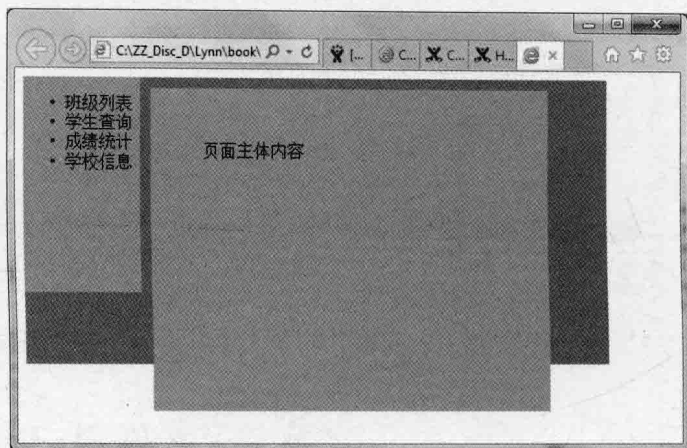 C:\ZZ_Disc_D\Lynn\book\
[...
C...
C...
H...
• 班级列表
• 学生查询
• 成绩统计
• 学校信息
页面主体内容